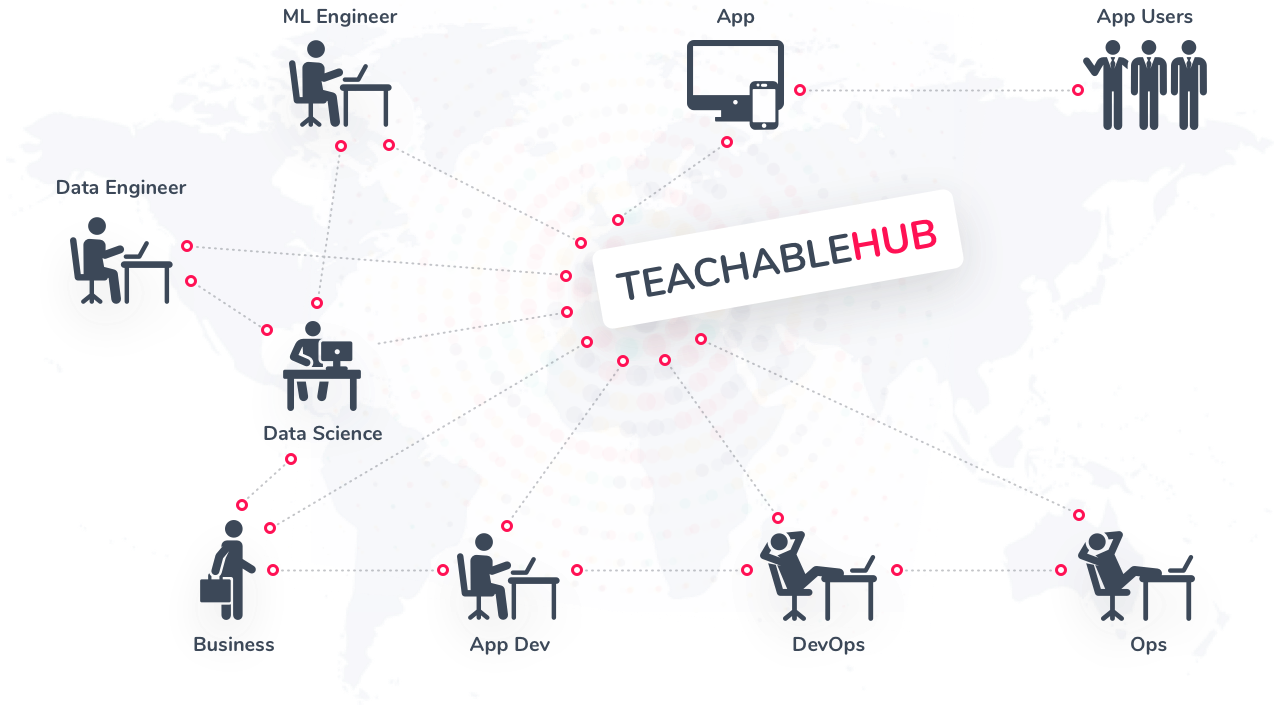 ML Engineer
App
App Users
Data Engineer
TEACHABLEHUB
Data Science
Business
App Dev
DevOps
Ops